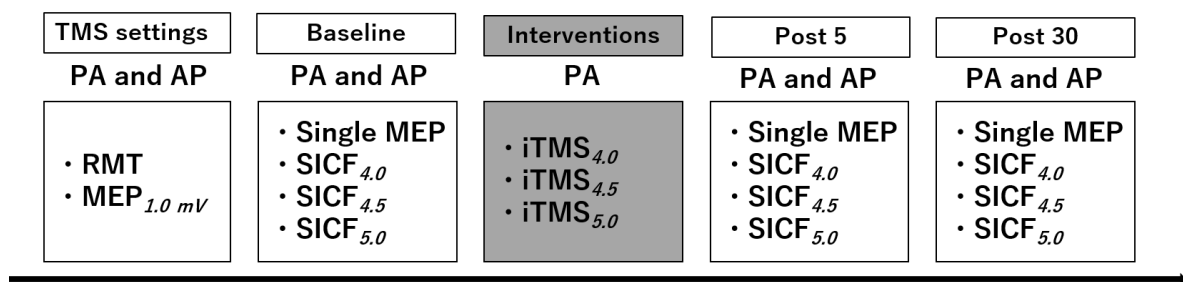 TMS settings
PA and AP
・RMT
・MEP1.0 mV
Baseline
PA and AP
・Single MEP
・SICF4.0
・SICF4.5
・SICF5.0
Interventions
PA
・iTMS4.0
・iTMS4.5
・iTMS5.0
Post 5
PA and AP
・Single MEP
・SICF4.0
・SICF4.5
・SICF5.0
Post 30
PA and AP
・Single MEP
・SICF4.0
・SICF4.5
・SICF5.0